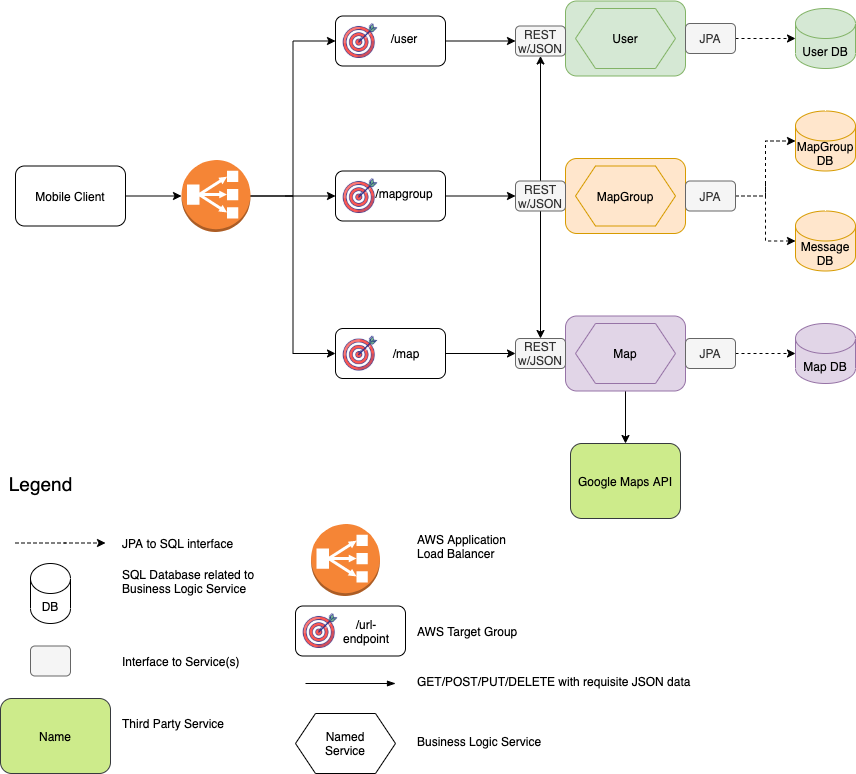 /user
REST
w/JSON
User
JPA
User DB
Mobile Client
/mapgroup
REST
w/JSON
MapGroup
JPA
MapGroup
DB
Message
DB
/map
REST
w/JSON
Map
JPA
Map DB
Google Maps API
Legend
JPA to SQL interface
AWS Application
Load Balancer
DB
SQL Database related to
Business Logic Service
/url-
endpoint
AWS Target Group
Interface to Service(s)
GET/POST/PUT/DELETE with requisite JSON data
Name
Third Party Service
Named
Service
Business Logic Service